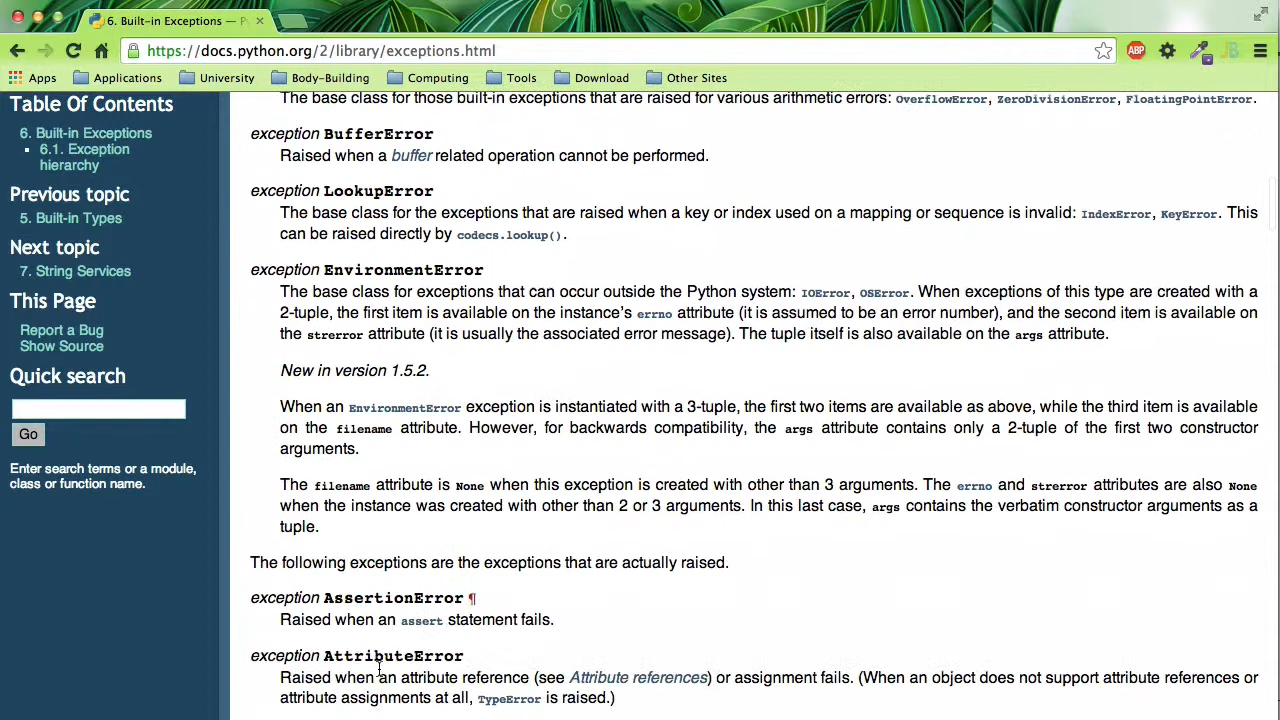 6. Built-in Exceptions — P
https://docs.python.org/2/library/exceptions.html
ABP
Apps Applications University Body-Building Computing Tools Download Other Sites
Table Of Contents
6. Built-in Exceptions
6.1. Exception
hierarchy
Previous topic
5. Built-in Types
Next topic
7. String Services
This Page
Report a Bug
Show Source
Quick search
Go
Enter search terms or a module,
class or function name.
The base class for those built-in exceptions that are raised for various arithmetic errors: OverflowError, ZeroDivisionError, FloatingPointError.
exception BufferError
Raised when a buffer related operation cannot be performed.
exception LookupError
The base class for the exceptions that are raised when a key or index used on a mapping or sequence is invalid: IndexError, KeyError. This
can be raised directly by codecs.lookup().
exception EnvironmentError
The base class for exceptions that can occur outside the Python system: IOError, OSError. When exceptions of this type are created with a
2-tuple, the first item is available on the instance's errno attribute (it is assumed to be an error number), and the second item is available on
the strerror attribute (it is usually the associated error message). The tuple itself is also available on the args attribute.
New in version 1.5.2.
When an EnvironmentError exception is instantiated with a 3-tuple, the first two items are available as above, while the third item is available
on the filename attribute. However, for backwards compatibility, the args attribute contains only a 2-tuple of the first two constructor
arguments.
The filename attribute is None when this exception is created with other than 3 arguments. The errno and strerror attributes are also None
when the instance was created with other than 2 or 3 arguments. In this last case, args contains the verbatim constructor arguments as a
tuple.
The following exceptions are the exceptions that are actually raised.
exception AssertionError ¶
Raised when an assert statement fails.
exception AttributeError
Raised when an attribute reference (see Attribute references) or assignment fails. (When an object does not support attribute references or
attribute assignments at all, TypeError is raised.)